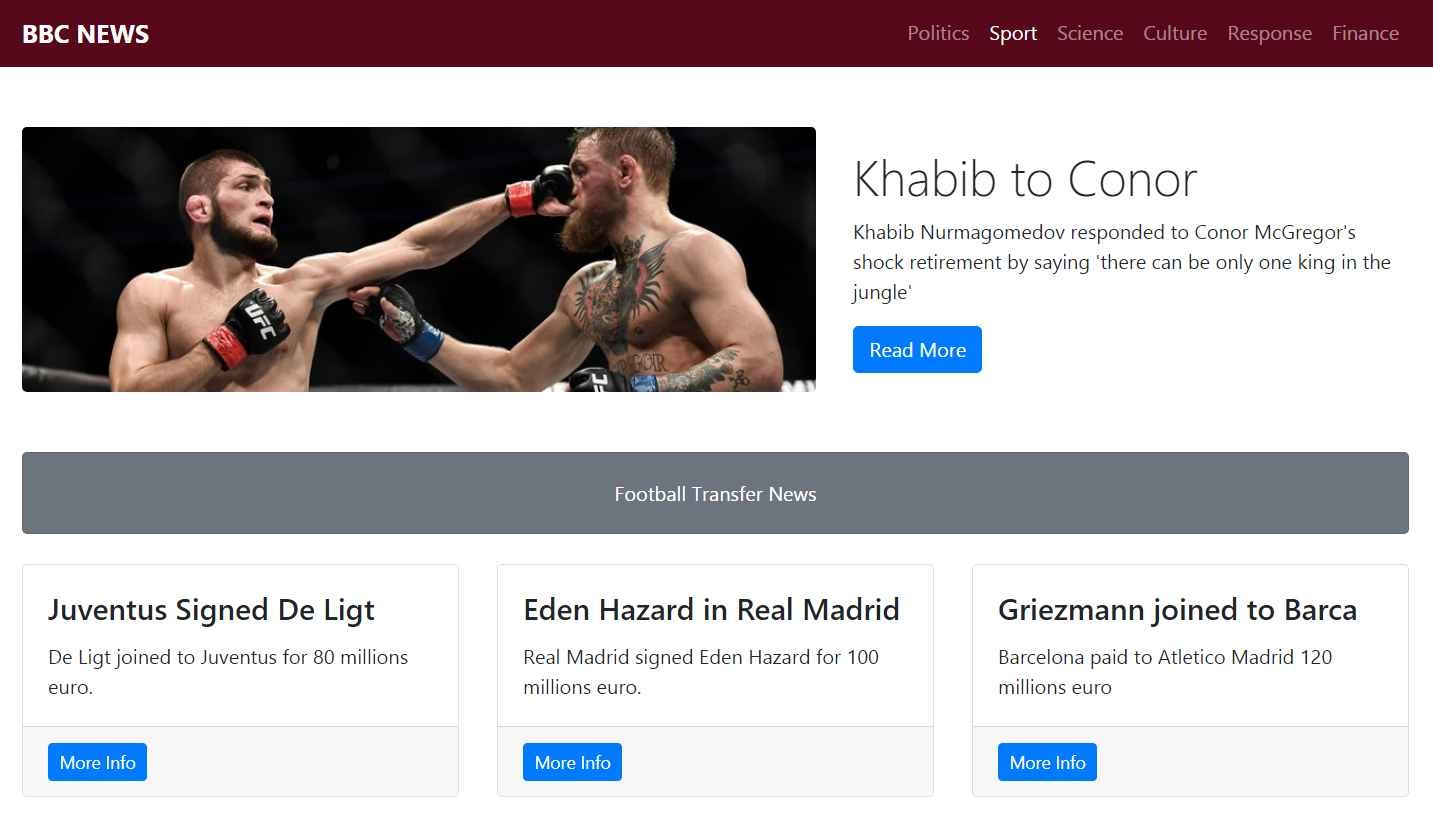 BBC NEWS
Politics Sport Science Culture Response Finance
Khabib to Conor
Khabib Nurmagomedov responded to Conor McGregor's
shock retirement by saying 'there can be only one king in the
jungle'
Read More
UFC
Football Transfer News
Juventus Signed De Ligt
De Ligt joined to Juventus for 80 millions
euro.
More Info
Eden Hazard in Real Madrid
Real Madrid signed Eden Hazard for 100
millions euro.
More Info
Griezmann joined to Barca
Barcelona paid to Atletico Madrid 120
millions euro
More Info